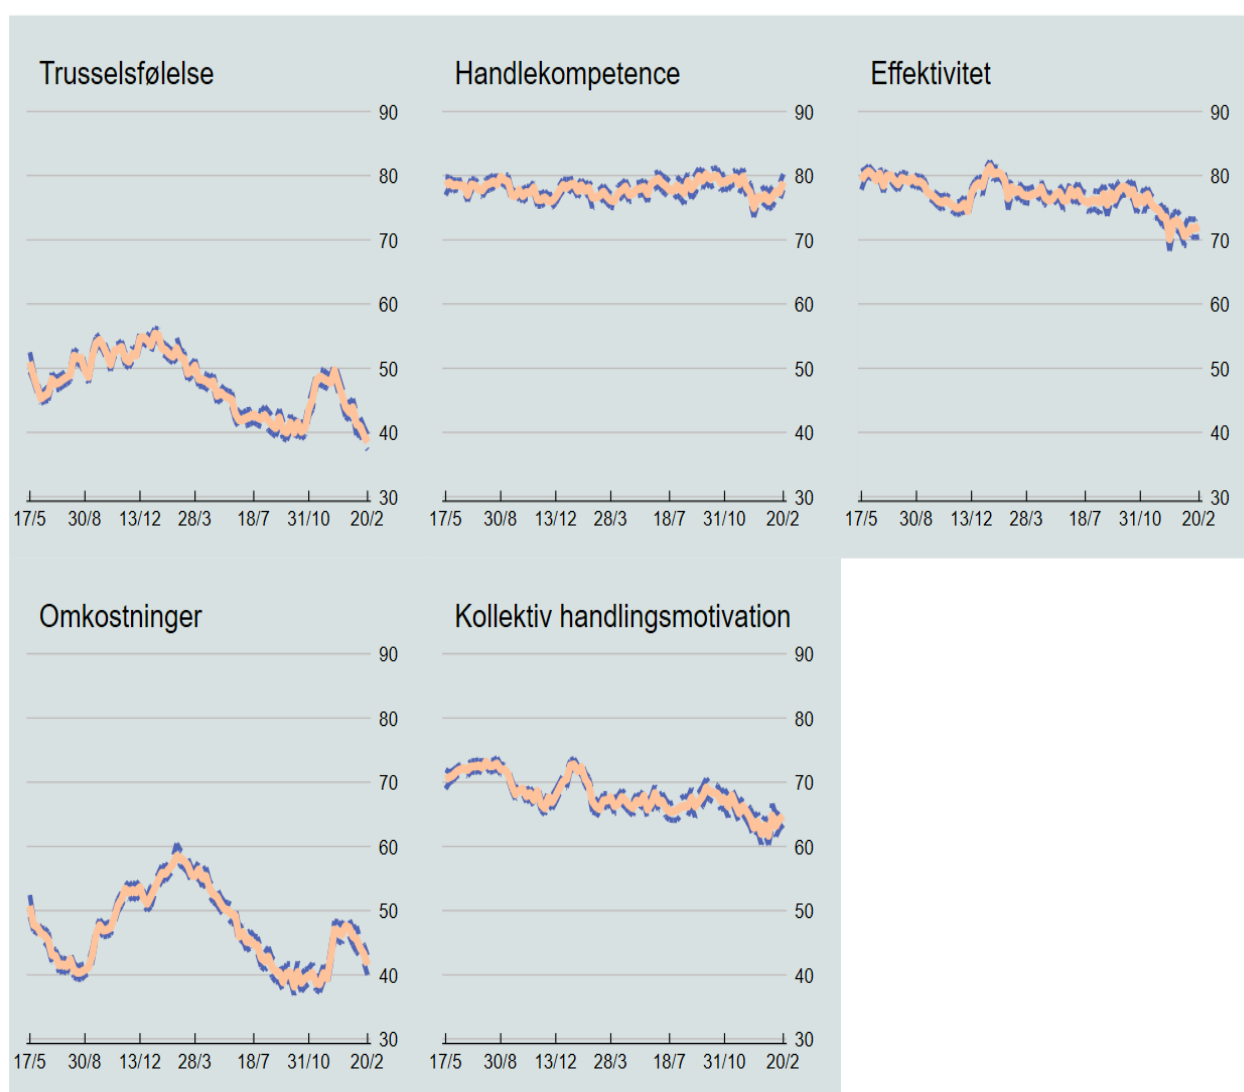 Trusselsfølelse Handlekompetence Effektivitet
90 90 90
80 80 80
70 70 70
60 60 60
50 50 50
40 40 40
30 30 30
17/5 30/8 13/12 28/3 18/7 31/10 20/2 17/5 30/8 13/12 28/3 18/7 31/10 20/2 17/5 30/8 13/12 28/3 18/7 31/10 20/2
Omkostninger Kollektiv handlingsmotivation
90 90
80 80
70 70
60 60
50 50
40 40
30 30
17/5 30/8 13/12 28/3 18/7 31/10 20/2 17/5 30/8 13/12 28/3 18/7 31/10 20/2